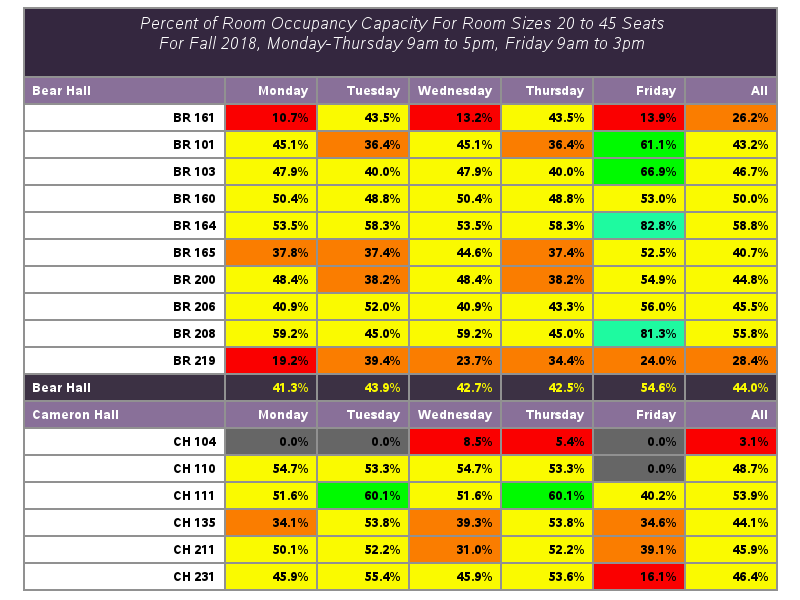 Percent of Room Occupancy Capacity For Room Sizes 20 to 45 Seats
For Fall 2018, Monday-Thursday 9am to 5pm, Friday 9am to 3pm
Bear Hall Monday Tuesday Wednesday Thursday Friday All
BR 161 10.7% 43.5% 13.2% 43.5% 13.9% 26.2%
BR 101 45.1% 36.4% 45.1% 36.4% 61.1% 43.2%
BR 103 47.9% 40.0% 47.9% 40.0% 66.9% 46.7%
BR 160 50.4% 48.8% 50.4% 48.8% 53.0% 50.0%
BR 164 53.5% 58.3% 53.5% 58.3% 82.8% 58.8%
BR 165 37.8% 37.4% 44.6% 37.4% 52.5% 40.7%
BR 200 48.4% 38.2% 48.4% 38.2% 54.9% 44.8%
BR 206 40.9% 52.0% 40.9% 43.3% 56.0% 45.5%
BR 208 59.2% 45.0% 59.2% 45.0% 81.3% 55.8%
BR 219 19.2% 39.4% 23.7% 34.4% 24.0% 28.4%
Bear Hall 41.3% 43.9% 42.7% 42.5% 54.6% 44.0%
Cameron Hall Monday Tuesday Wednesday Thursday Friday All
CH 104 0.0% 0.0% 8.5% 5.4% 0.0% 3.1%
CH 110 54.7% 53.3% 54.7% 53.3% 0.0% 48.7%
CH 111 51.6% 60.1% 51.6% 60.1% 40.2% 53.9%
CH 135 34.1% 53.8% 39.3% 53.8% 34.6% 44.1%
CH 211 50.1% 52.2% 31.0% 52.2% 39.1% 45.9%
CH 231 45.9% 55.4% 45.9% 53.6% 16.1% 46.4%